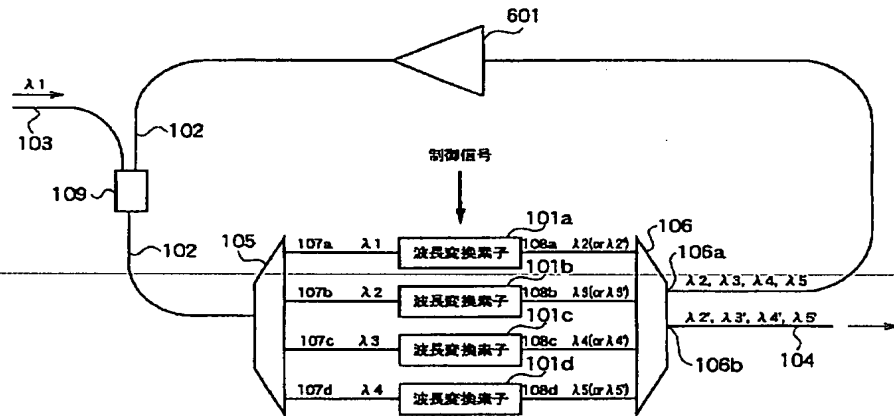 601
λ1
103
102
109
102
制御信号
105
107a λ1 波長変換素子 101a 108a λ2(or λ2')
107b λ2 波長変換素子 101b 108b λ3(or λ3')
107c λ3 波長変換素子 101c 108c λ4(or λ4')
107d λ4 波長変換素子 101d 108d λ5(or λ5')
106
106a
λ2, λ3, λ4, λ5
λ2', λ3', λ4', λ5'
104
106b